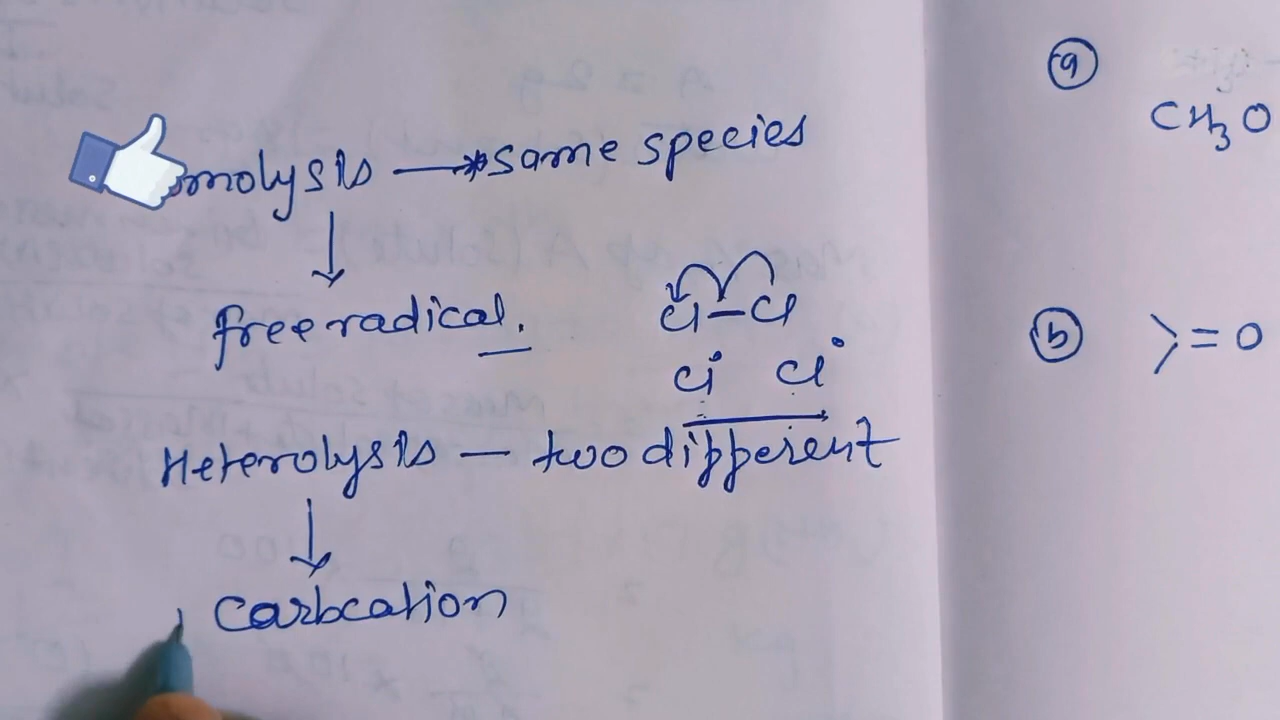 molysis → same species
↓
free radical.
Cl–Cl
Cl• Cl•
Heterolysis — two different
↓
Carbcation
(a)
CH₃O
(b) >=O